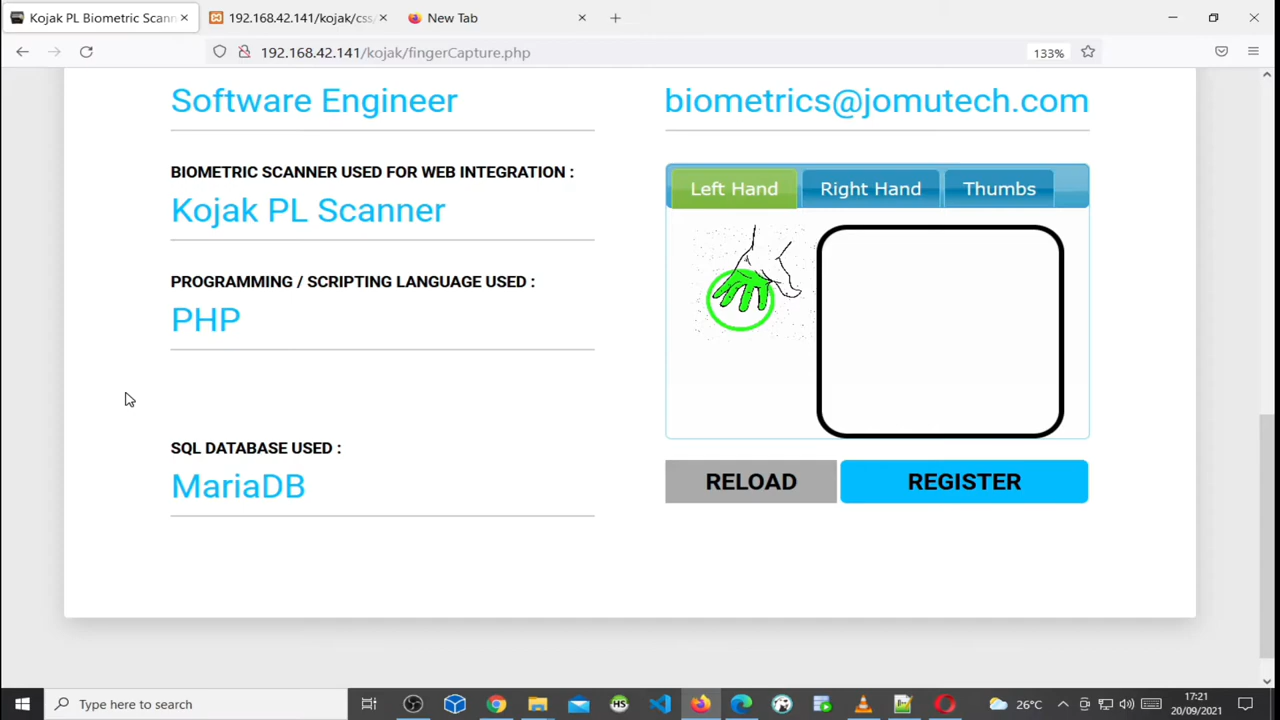 Kojak PL Biometric Scann
192.168.42.141/kojak/css/
New Tab
192.168.42.141/kojak/fingerCapture.php
133%
Software Engineer
biometrics@jomutech.com
BIOMETRIC SCANNER USED FOR WEB INTEGRATION :
Kojak PL Scanner
Left Hand
Right Hand
Thumbs
PROGRAMMING / SCRIPTING LANGUAGE USED :
PHP
SQL DATABASE USED :
MariaDB
RELOAD
REGISTER
Type here to search
HS
26°C
17:21
20/09/2021